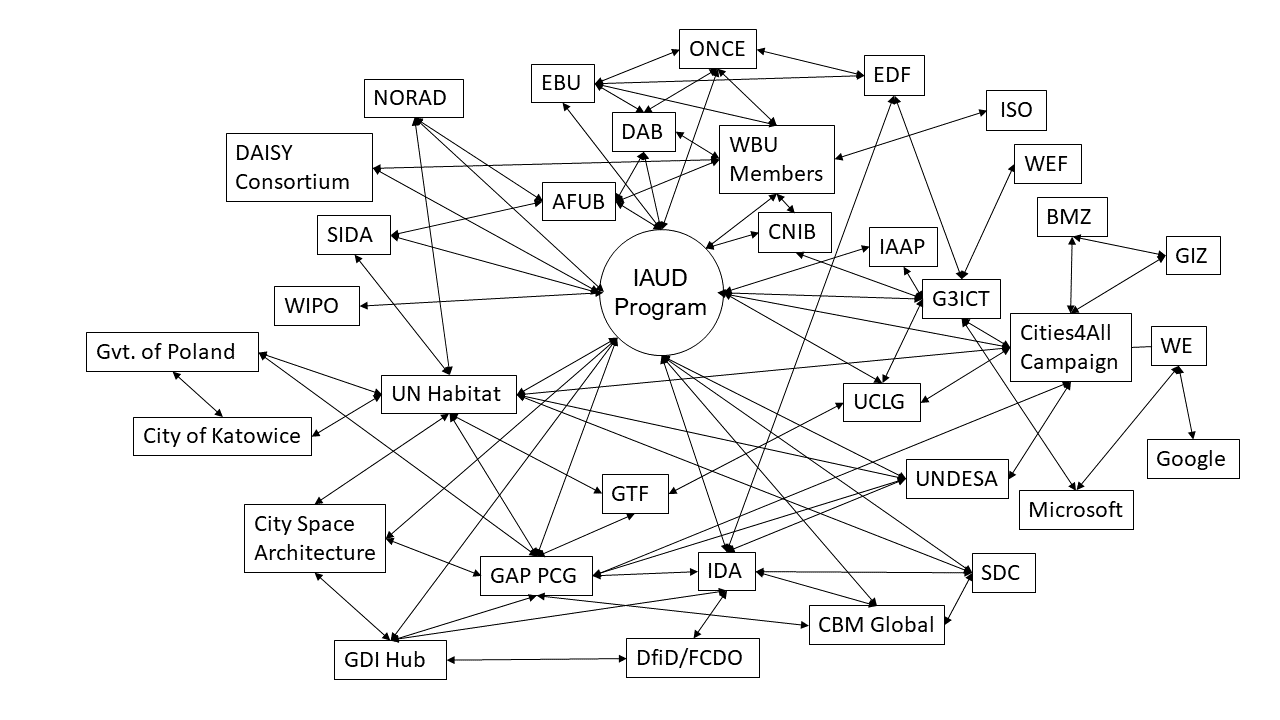 ONCE
EBU
EDF
NORAD
ISO
DAB
WBU
Members
DAISY
Consortium
WEF
AFUB
BMZ
SIDA
CNIB
IAAP
GIZ
IAUD
Program
WIPO
G3ICT
Cities4All
Campaign
WE
Gvt. of Poland
UN Habitat
UCLG
City of Katowice
Google
UNDESA
GTF
Microsoft
City Space
Architecture
GAP PCG
IDA
SDC
CBM Global
GDI Hub
DfiD/FCDO